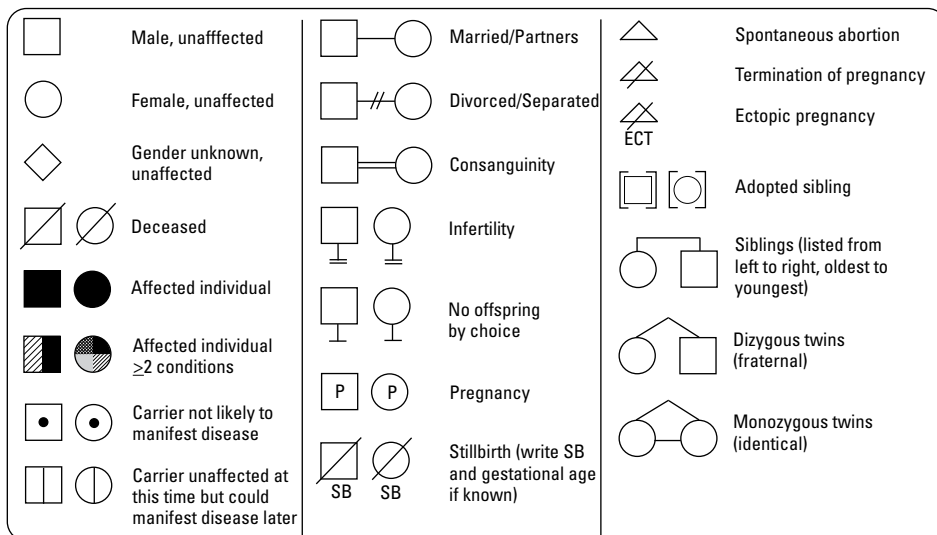 Male, unafffected
Female, unaffected
Gender unknown,
unaffected
Deceased
Affected individual
Affected individual
≥2 conditions
Carrier not likely to
manifest disease
Carrier unaffected at
this time but could
manifest disease later
Married/Partners
Divorced/Separated
Consanguinity
Infertility
No offspring
by choice
P P
Pregnancy
Stillbirth (write SB
and gestational age
if known)
SB SB
Spontaneous abortion
Termination of pregnancy
Ectopic pregnancy
ECT
Adopted sibling
Siblings (listed from
left to right, oldest to
youngest)
Dizygous twins
(fraternal)
Monozygous twins
(identical)